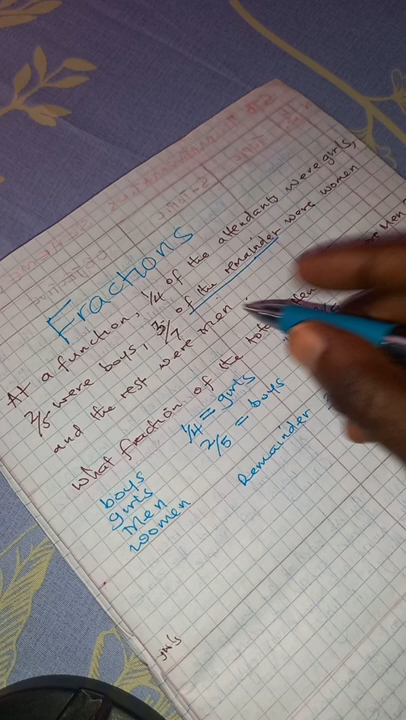 Fractions
At a function, 1/4 of the attendants were girls,
2/5 were boys, 3/7 of the remainder were women
and the rest were Men.
What fraction of the
1/4 = girls
2/5 = boys
Remainder
boys
girls
Men
women